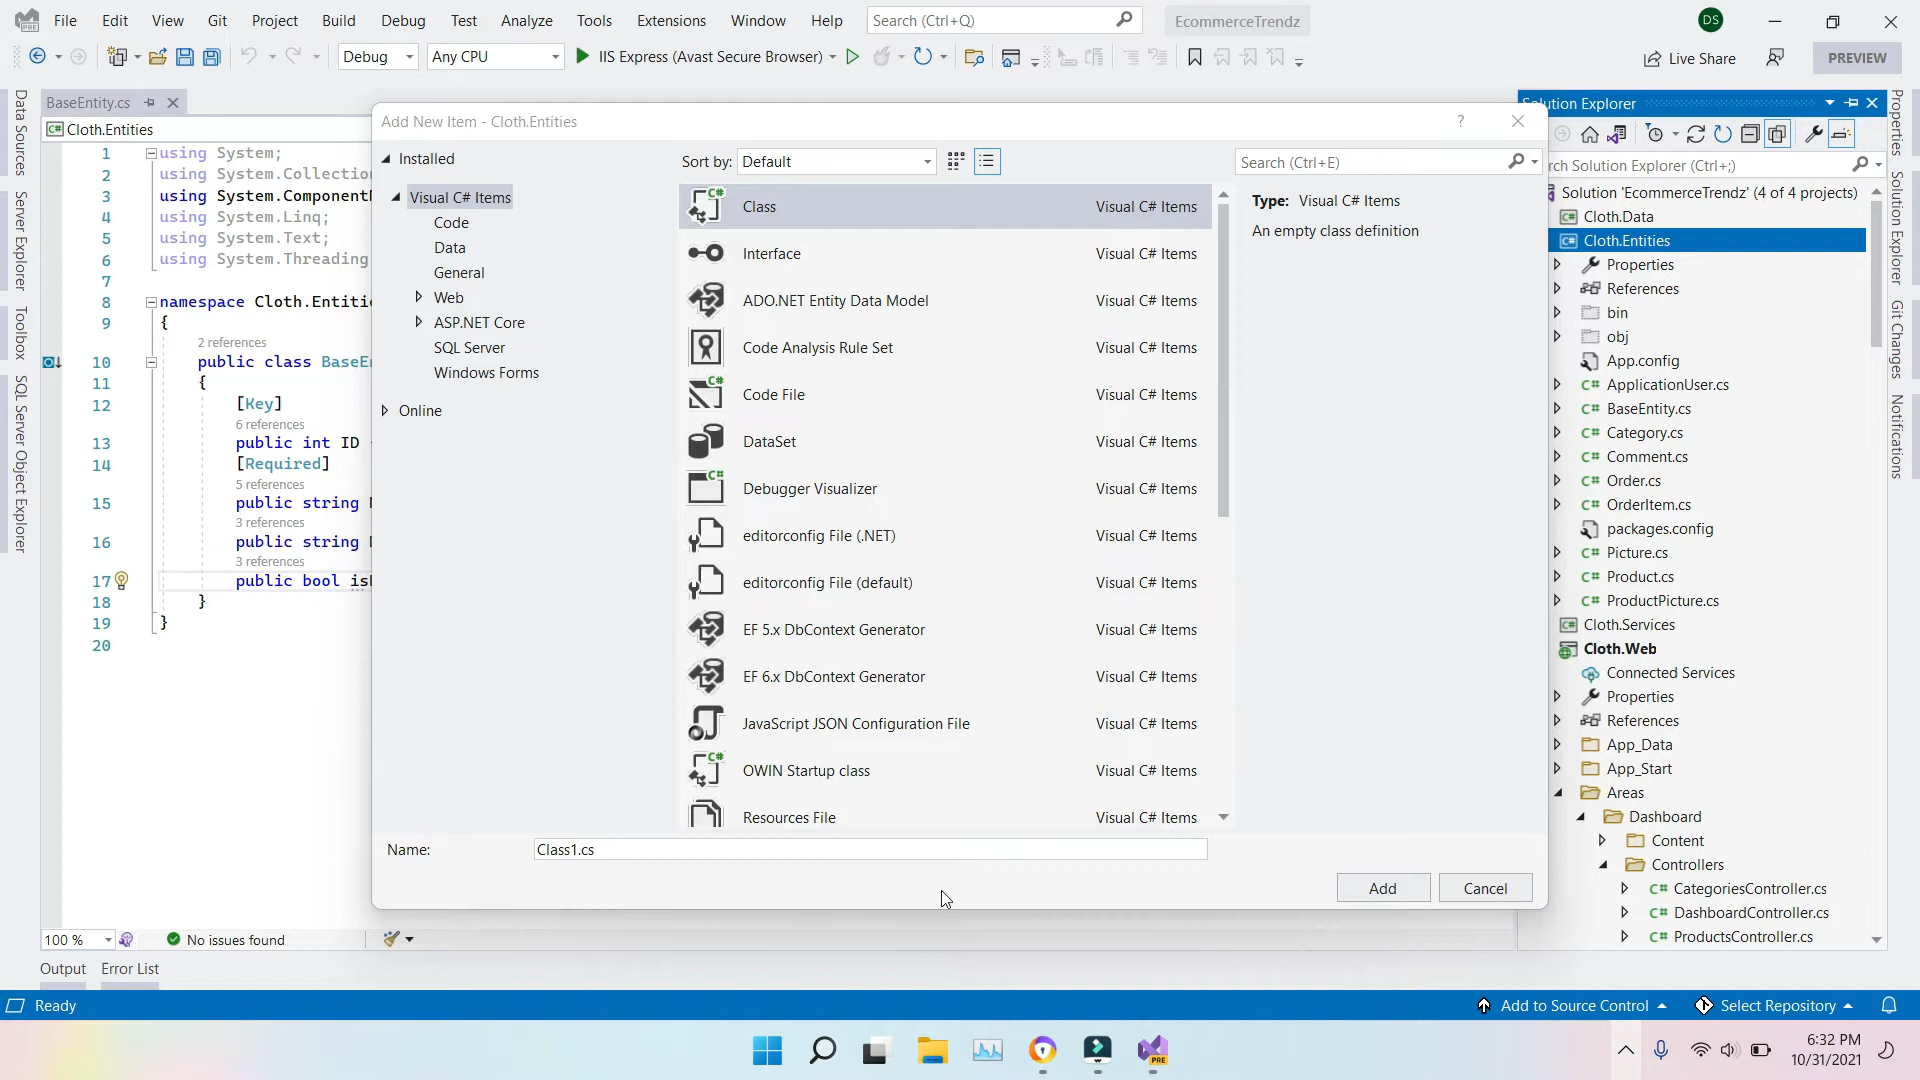 File Edit View Git Project Build Debug Test Analyze Tools Extensions Window Help Search (Ctrl+Q) EcommerceTrendz DS
Debug Any CPU IIS Express (Avast Secure Browser) Live Share PREVIEW
Data Sources
Server Explorer
Toolbox
SQL Server Object Explorer
BaseEntity.cs
Cloth.Entities
1 using System;
2 using System.Collection
3 using System.Component
4 using System.Linq;
5 using System.Text;
6 using System.Threading
7
8 namespace Cloth.Entitie
9 {
2 references
10 public class BaseEn
11 {
12 [Key]
6 references
13 public int ID
14 [Required]
5 references
15 public string
3 references
16 public string
3 references
17 public bool is
18 }
19 }
20
100 % No issues found
Output Error List
Add New Item - Cloth.Entities ?
Installed
Visual C# Items
Code
Data
General
Web
ASP.NET Core
SQL Server
Windows Forms
Online
Sort by: Default
Class Visual C# Items
Interface Visual C# Items
ADO.NET Entity Data Model Visual C# Items
Code Analysis Rule Set Visual C# Items
Code File Visual C# Items
DataSet Visual C# Items
Debugger Visualizer Visual C# Items
editorconfig File (.NET) Visual C# Items
editorconfig File (default) Visual C# Items
EF 5.x DbContext Generator Visual C# Items
EF 6.x DbContext Generator Visual C# Items
JavaScript JSON Configuration File Visual C# Items
OWIN Startup class Visual C# Items
Resources File Visual C# Items
Search (Ctrl+E)
Type: Visual C# Items
An empty class definition
Name: Class1.cs
Add Cancel
Solution Explorer
rch Solution Explorer (Ctrl+;)
Solution 'EcommerceTrendz' (4 of 4 projects)
Cloth.Data
Cloth.Entities
Properties
References
bin
obj
App.config
ApplicationUser.cs
BaseEntity.cs
Category.cs
Comment.cs
Order.cs
OrderItem.cs
packages.config
Picture.cs
Product.cs
ProductPicture.cs
Cloth.Services
Cloth.Web
Connected Services
Properties
References
App_Data
App_Start
Areas
Dashboard
Content
Controllers
CategoriesController.cs
DashboardController.cs
ProductsController.cs
Properties
Solution Explorer
Git Changes
Notifications
Ready Add to Source Control Select Repository
PRE
6:32 PM
10/31/2021